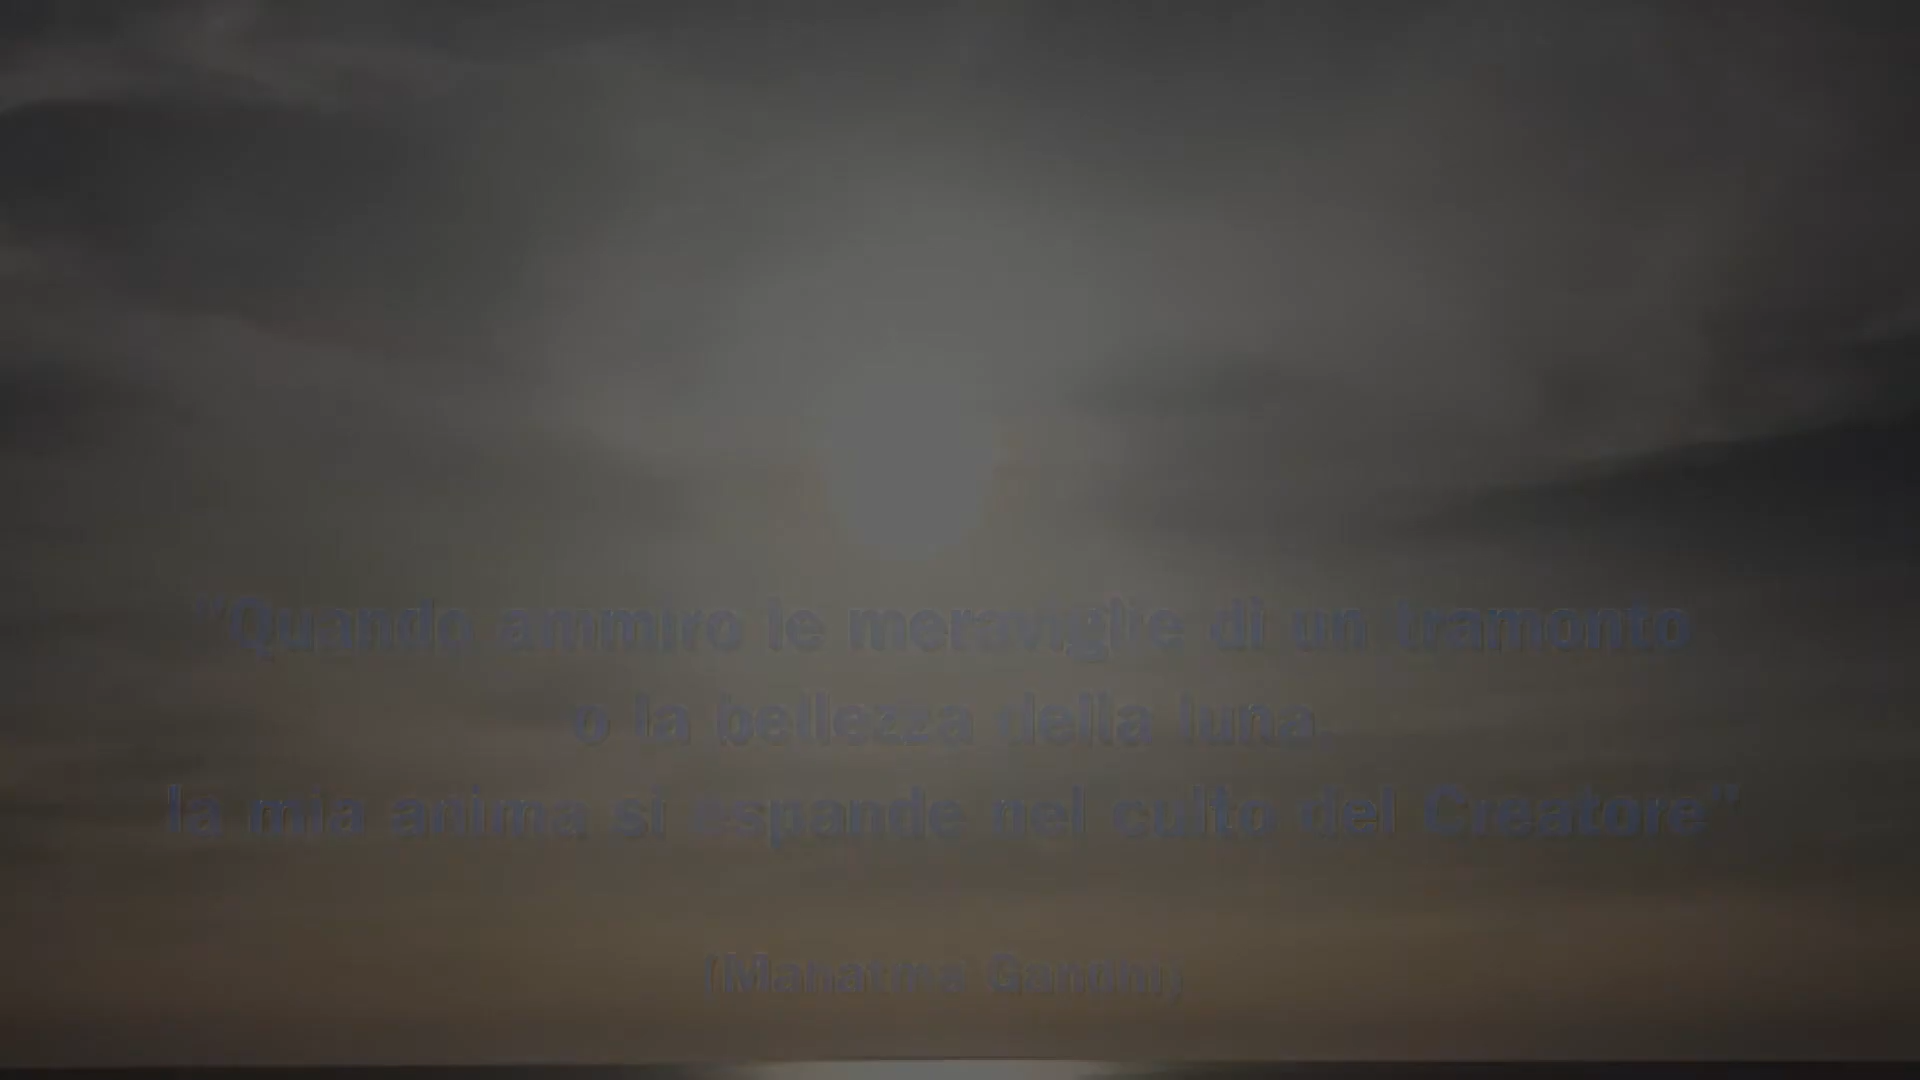 "Quando ammiro le meraviglie di un tramonto
o la bellezza della luna,
la mia anima si espande nel culto del Creatore"
(Mahatma Gandhi)